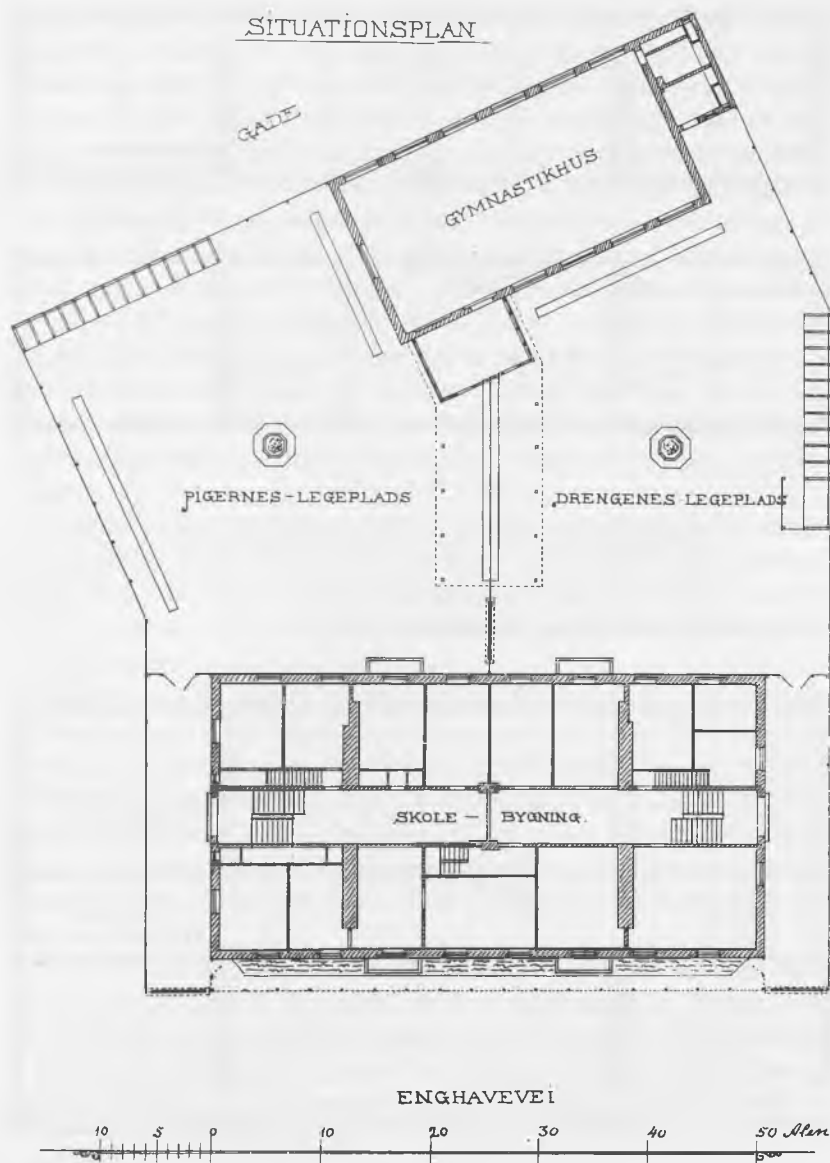 SITUATIONSPLAN
GADE
GYMNASTIKHUS
PIGERNES-LEGEPLADS
DRENGENES-LEGEPLADS
SKOLE - BYGNING.
ENGHAVEVEI
10 5 0 10 20 30 40 50 Alen